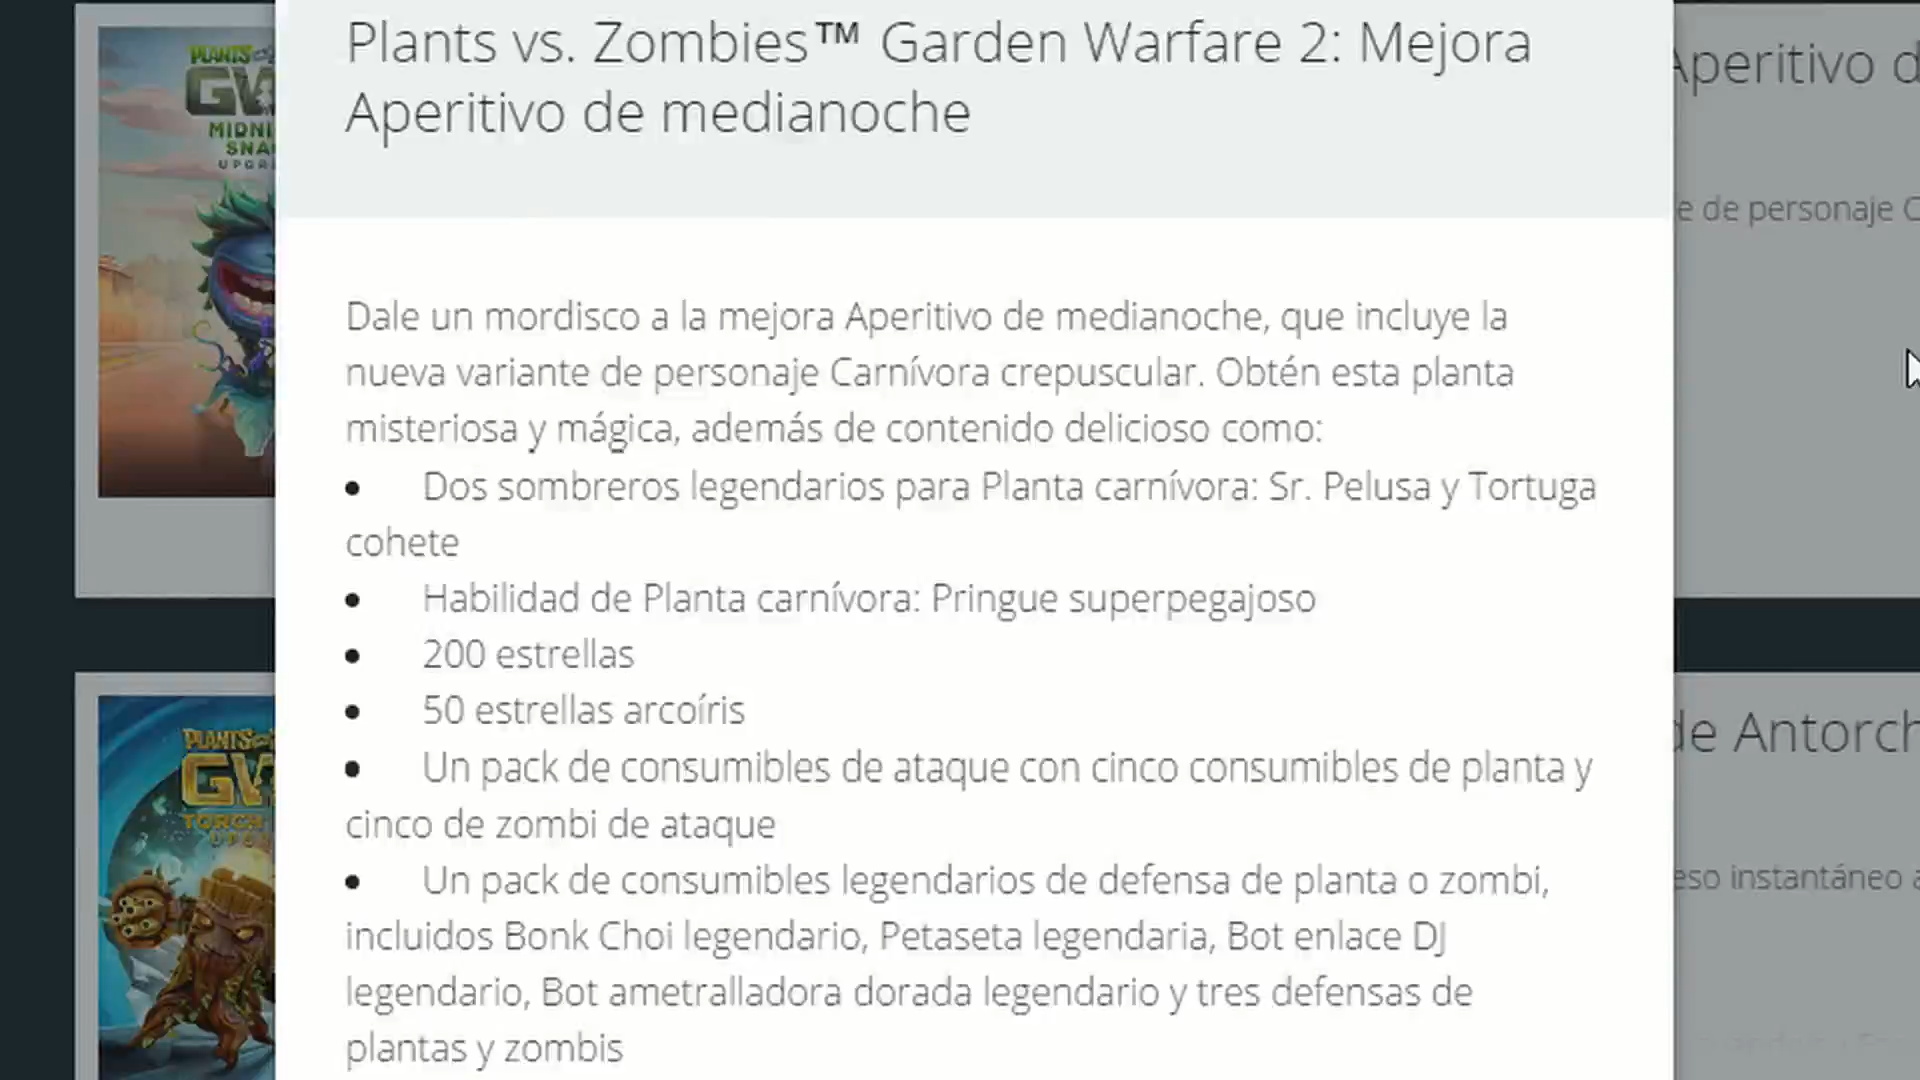 Plants vs. Zombies™ Garden Warfare 2: Mejora
Aperitivo de medianoche
Dale un mordisco a la mejora Aperitivo de medianoche, que incluye la
nueva variante de personaje Carnívora crepuscular. Obtén esta planta
misteriosa y mágica, además de contenido delicioso como:
• Dos sombreros legendarios para Planta carnívora: Sr. Pelusa y Tortuga
cohete
• Habilidad de Planta carnívora: Pringue superpegajoso
• 200 estrellas
• 50 estrellas arcoíris
• Un pack de consumibles de ataque con cinco consumibles de planta y
cinco de zombi de ataque
• Un pack de consumibles legendarios de defensa de planta o zombi,
incluidos Bonk Choi legendario, Petaseta legendaria, Bot enlace DJ
legendario, Bot ametralladora dorada legendario y tres defensas de
plantas y zombis
PLANTS
GW
MIDNI
SNA
UPGR
PLANTS
GW
TORCH
Aperitivo d
e de personaje C
de Antorch
eso instantáneo a